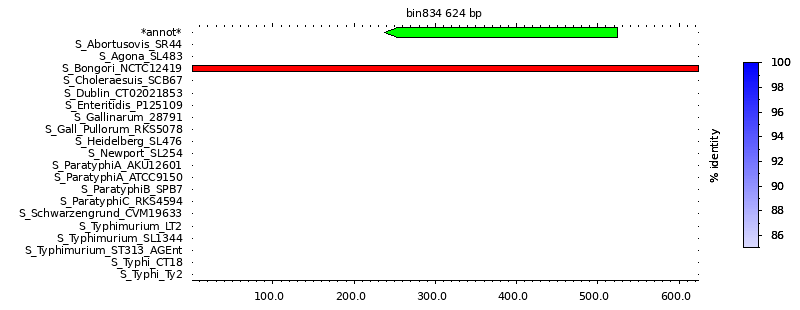 bin834 624 bp
*annot*
S_Abortusovis_SR44
S_Agona_SL483
S_Bongori_NCTC12419
S_Choleraesuis_SCB67
S_Dublin_CT02021853
S_Enteritidis_P125109
S_Gallinarum_28791
S_Gall_Pullorum_RKS5078
S_Heidelberg_SL476
S_Newport_SL254
S_ParatyphiA_AKU12601
S_ParatyphiA_ATCC9150
S_ParatyphiB_SPB7
S_ParatyphiC_RKS4594
S_Schwarzengrund_CVM19633
S_Typhimurium_LT2
S_Typhimurium_SL1344
S_Typhimurium_ST313_AGEnt
S_Typhi_CT18
S_Typhi_Ty2
100.0 200.0 300.0 400.0 500.0 600.0
% identity
100
98
96
94
92
90
88
86